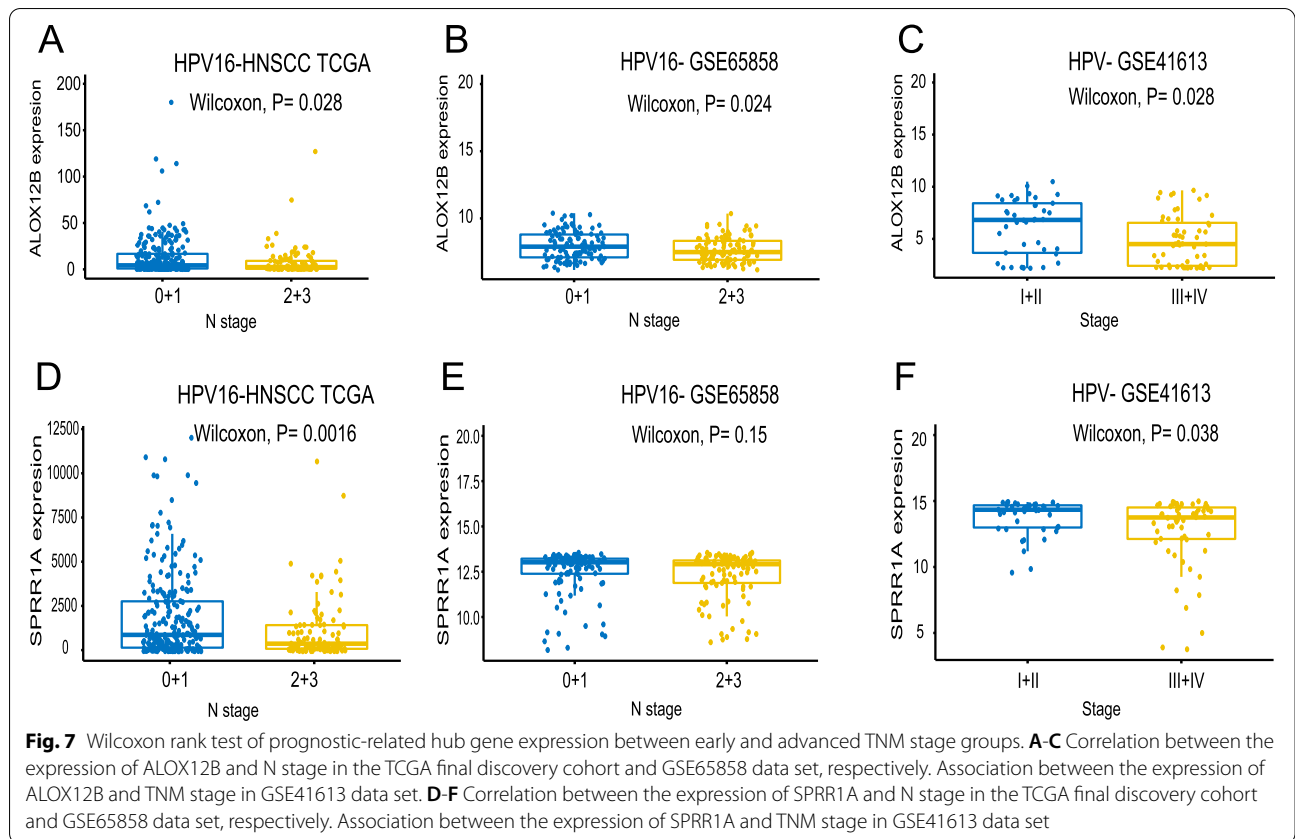 A
HPV16-HNSCC TCGA
Wilcoxon, P= 0.028
ALOX12B expresion
200
150
100
50
0
0+1
2+3
N stage
B
HPV16- GSE65858
Wilcoxon, P= 0.024
ALOX12B expresion
20
15
10
0+1
2+3
N stage
C
HPV- GSE41613
Wilcoxon, P= 0.028
ALOX12B expresion
20
15
10
5
I+II
III+IV
Stage
D
HPV16-HNSCC TCGA
Wilcoxon, P= 0.0016
SPRR1A expresion
12500
10000
7500
5000
2500
0
0+1
2+3
N stage
E
HPV16- GSE65858
Wilcoxon, P= 0.15
SPRR1A expresion
20.0
17.5
15.0
12.5
10.0
0+1
2+3
N stage
F
HPV- GSE41613
Wilcoxon, P= 0.038
SPRR1A expresion
20
15
10
5
I+II
III+IV
Stage
Fig. 7 Wilcoxon rank test of prognostic-related hub gene expression between early and advanced TNM stage groups. A-C Correlation between the
expression of ALOX12B and N stage in the TCGA final discovery cohort and GSE65858 data set, respectively. Association between the expression of
ALOX12B and TNM stage in GSE41613 data set. D-F Correlation between the expression of SPRR1A and N stage in the TCGA final discovery cohort
and GSE65858 data set, respectively. Association between the expression of SPRR1A and TNM stage in GSE41613 data set